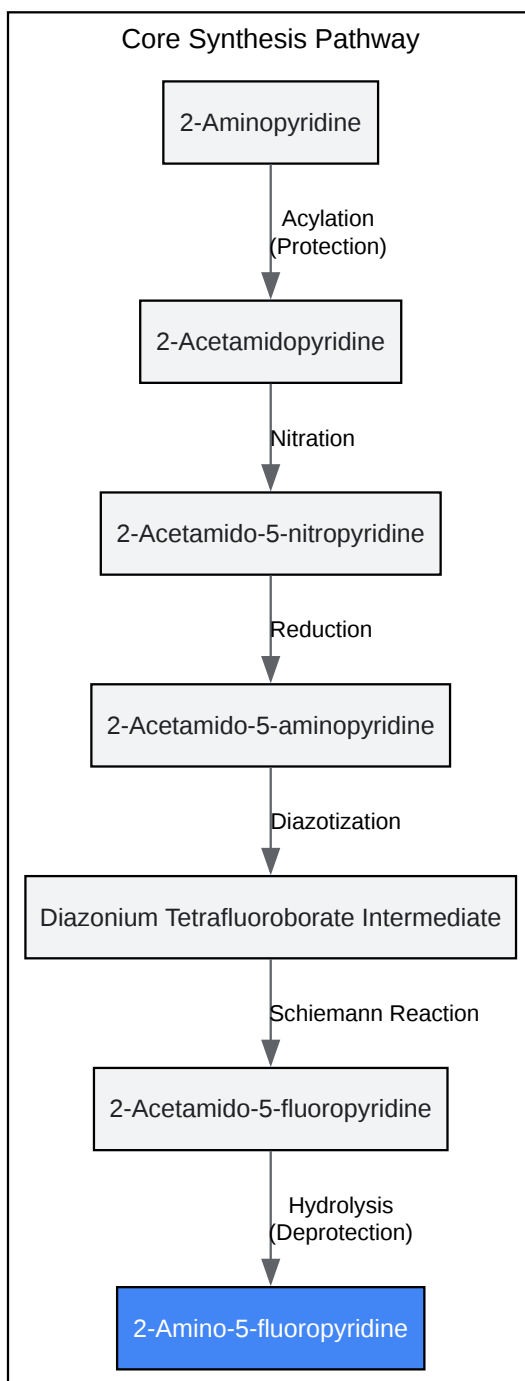 Core Synthesis Pathway
2-Aminopyridine
Acylation
(Protection)
2-Acetamidopyridine
Nitration
2-Acetamido-5-nitropyridine
Reduction
2-Acetamido-5-aminopyridine
Diazotization
Diazonium Tetrafluoroborate Intermediate
Schiemann Reaction
2-Acetamido-5-fluoropyridine
Hydrolysis
(Deprotection)
2-Amino-5-fluoropyridine